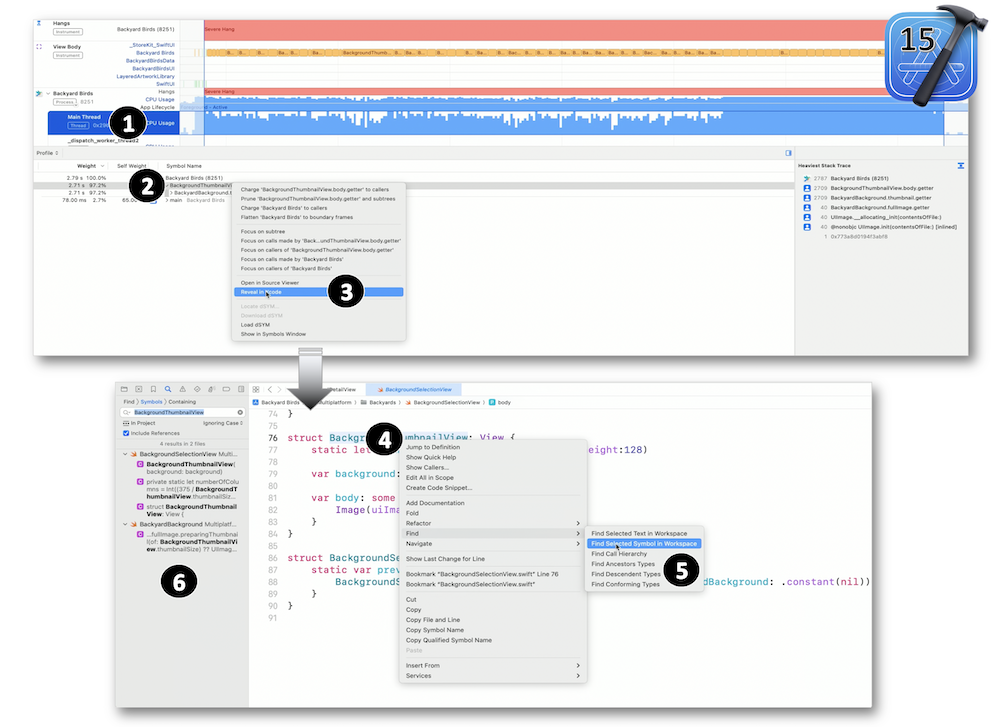 Hangs
Instrument
Backyard Birds (8251)
Severe Hang
15
View Body
Instrument
_StoreKit_SwiftUI
Backyard Birds
BackyardBirdsData
BackyardBirdsUI
LayeredArtworkLibrary
SwiftUI
BackgroundThumb...
Backyard Birds
Process
8251
Hangs
CPU Usage
App Lifecycle
Severe Hang
Foreground - Active
Main Thread
Thread
CPU Usage
1
_dispatch_worker_thread2
CPU Usage
Profile
Weight
Self Weight
Symbol Name
2.79 s 100.0%
Backyard Birds (8251)
2.71 s 97.2%
BackgroundThumbnailVi
2.71 s 97.2%
BackyardBackground.t
78.00 ms 2.7%
65.00
main Backyard Birds
2
Charge 'BackgroundThumbnailView.body.getter' to callers
Prune 'BackgroundThumbnailView.body.getter' and subtrees
Charge 'Backyard Birds' to callers
Flatten 'Backyard Birds' to boundary frames
Focus on subtree
Focus on calls made by 'Back...undThumbnailView.body.getter'
Focus on callers of 'BackgroundThumbnailView.body.getter'
Focus on calls made by 'Backyard Birds'
Focus on callers of 'Backyard Birds'
Open in Source Viewer
Reveal in Xcode
3
Locate dSYM...
Download dSYM
Load dSYM
Show in Symbols Window
Heaviest Stack Trace
2787 Backyard Birds (8251)
2709 BackgroundThumbnailView.body.getter
2709 BackyardBackground.thumbnail.getter
2708 BackyardBackground.fullImage.getter
40 UIImage.__allocating_init(contentsOfFile:)
40 @nonobjc UIImage.init(contentsOfFile:) [inlined]
Find
Symbols
Containing
BackgroundThumbnailView
In Project
Ignoring Case
Include References
4 results in 2 files
BackgroundSelectionView Multi...
BackgroundThumbnailView(
background: background)
private static let numberOfColu
mns = Int((375 / BackgroundT
humbnailView.thumbnailSiz...
struct BackgroundThumbnail
View: View {
BackyardBackground Multiplatf...
...fullImage.preparingThumbnai
l(of: BackgroundThumbnailVi
ew.thumbnailSize) ?? UIImag...
6
etailView
BackgroundSelectionView
Backyard Birds
Multiplatform
Backyards
BackgroundSelectionView
body
74 }
75
76 struct BackgroundThumbnailView: View {
77 static let
eight:128)
78
79 var background:
80
81 var body: some
82 Image(uiIma
83 }
84 }
85
86 struct BackgroundSe
87 static var prev
88 BackgroundS
dBackground: .constant(nil))
89 }
90 }
91
4
Jump to Definition
Show Quick Help
Show Callers...
Edit All in Scope
Create Code Snippet...
Add Documentation
Fold
Refactor
Find
Navigate
Show Last Change for Line
Bookmark "BackgroundSelectionView.swift" Line 76
Bookmark "BackgroundSelectionView.swift"
Cut
Copy
Copy File and Line
Copy Symbol Name
Copy Qualified Symbol Name
Paste
Insert From
Services
Find Selected Text in Workspace
Find Selected Symbol in Workspace
Find Call Hierarchy
Find Ancestors Types
Find Descendent Types
Find Conforming Types
5